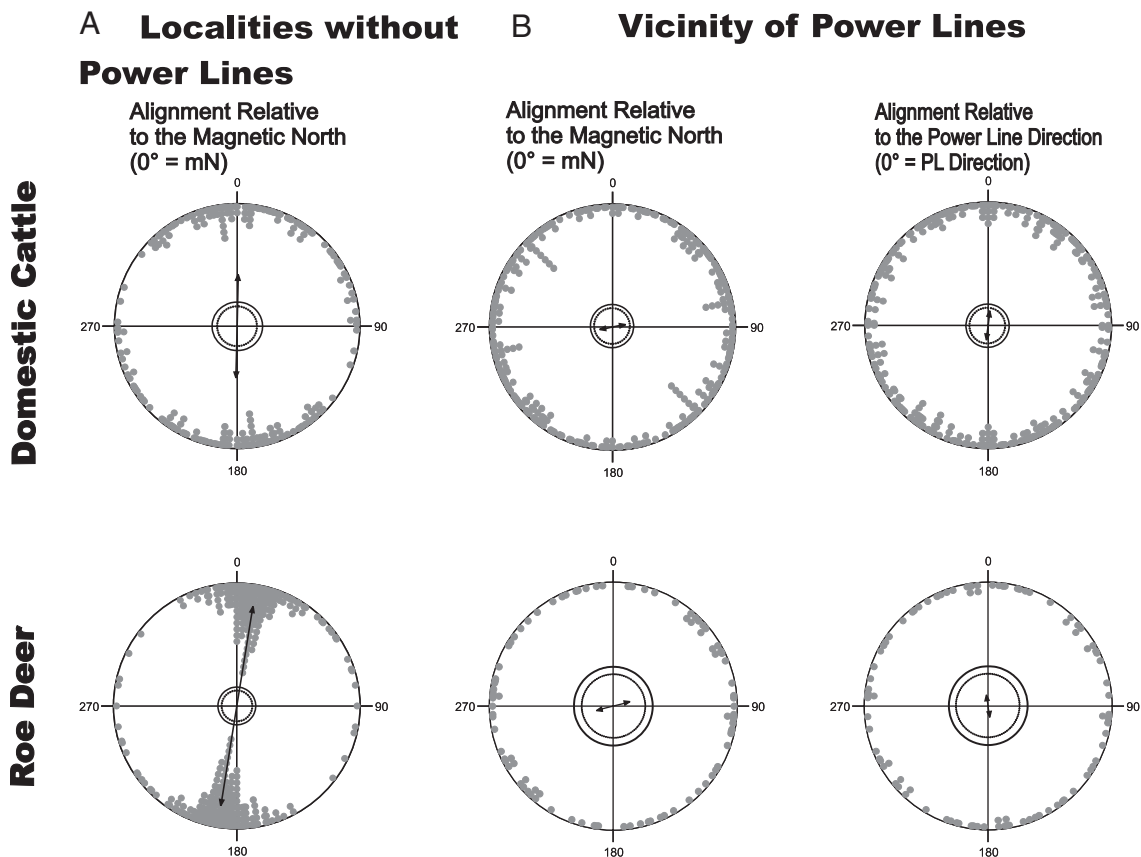 A Localities without
Power Lines
B Vicinity of Power Lines
Alignment Relative
to the Magnetic North
(0° = mN)
Alignment Relative
to the Magnetic North
(0° = mN)
Alignment Relative
to the Power Line Direction
(0° = PL Direction)
Domestic Cattle
0
270
90
180
0
270
90
180
0
270
90
180
Roe Deer
0
270
90
180
0
270
90
180
0
270
90
180